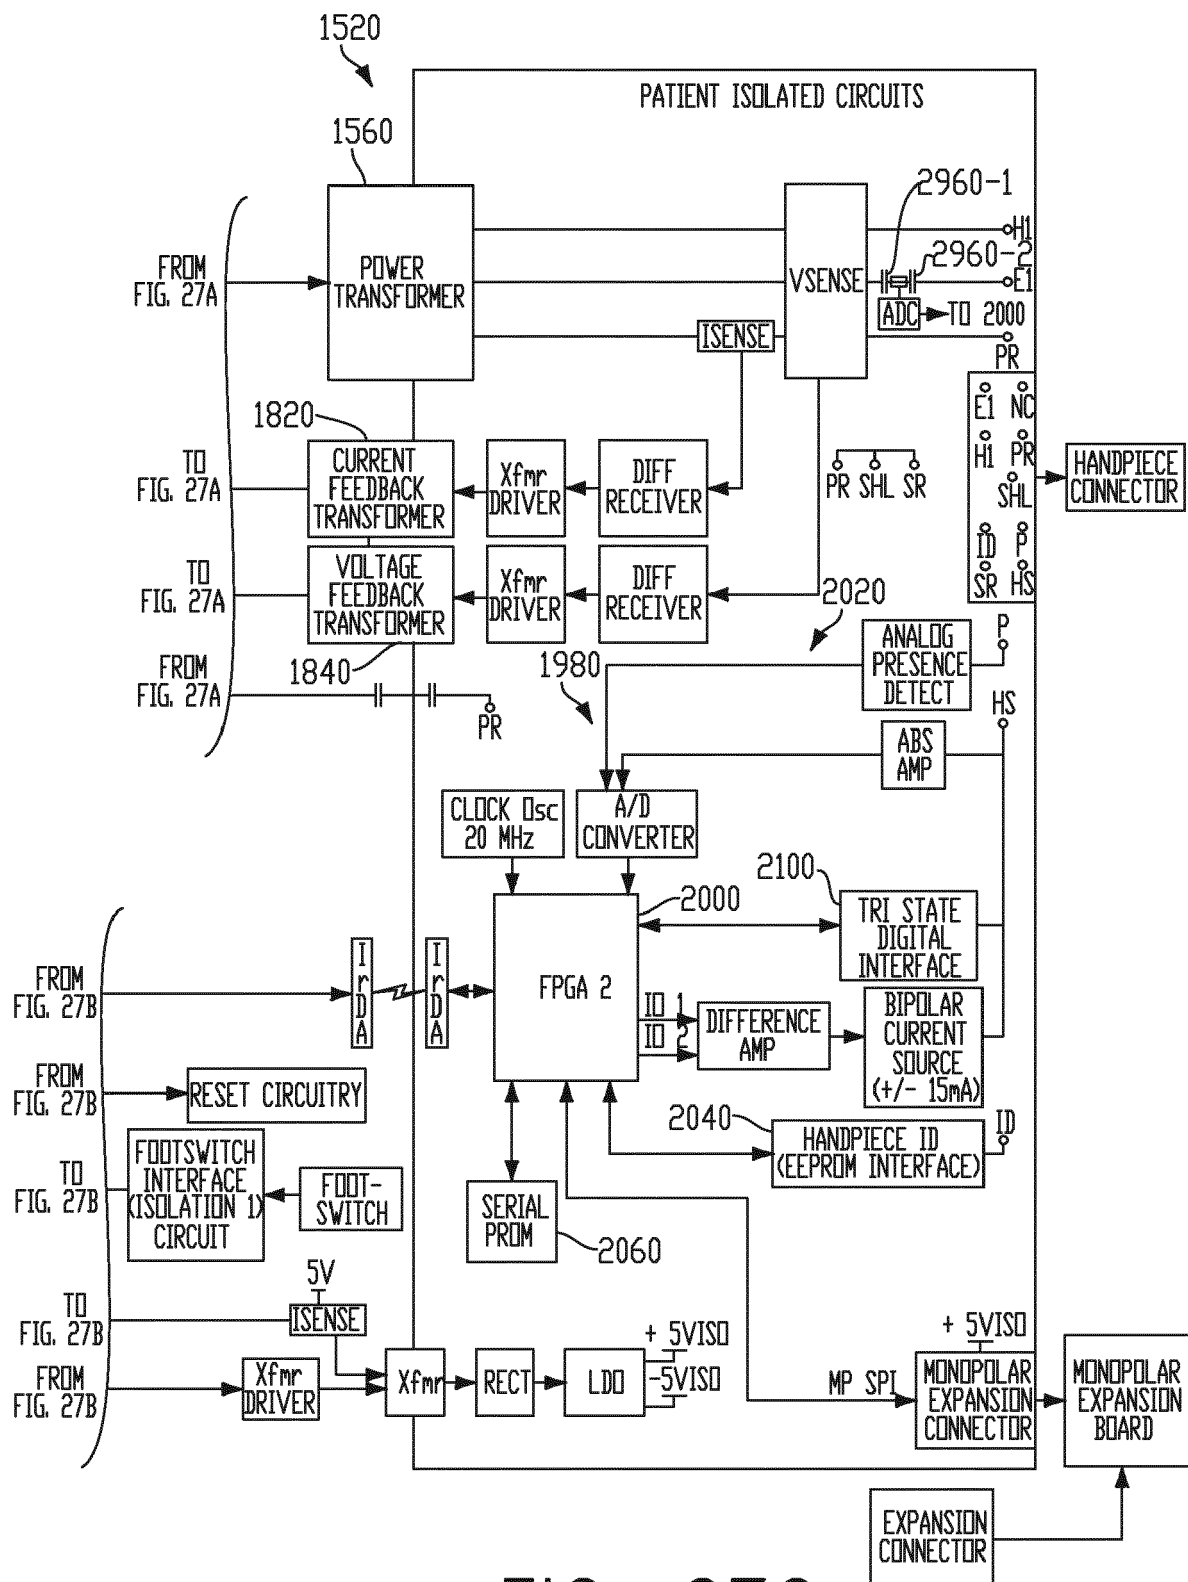 1520
PATIENT ISOLATED CIRCUITS
1560
2960-1
H1
FROM
FIG. 27A
POWER
TRANSFORMER
VSENSE
2960-2
E1
ADC
TO 2000
ISENSE
PR
1820
E1
NC
TO
FIG. 27A
CURRENT
FEEDBACK
TRANSFORMER
Xfmr
DRIVER
DIFF
RECEIVER
PR SHL SR
H1
PR
SHL
HANDPIECE
CONNECTOR
ID
P
SR
HS
TO
FIG. 27A
VOLTAGE
FEEDBACK
TRANSFORMER
Xfmr
DRIVER
DIFF
RECEIVER
2020
P
1840
1980
ANALOG
PRESENCE
DETECT
FROM
FIG. 27A
PR
HS
ABS
AMP
CLOCK Osc
20 MHz
A/D
CONVERTER
2100
2000
TRI STATE
DIGITAL
INTERFACE
FROM
FIG. 27B
IrDA
IrDA
FPGA 2
IO 1
IO 2
DIFFERENCE
AMP
BIPOLAR
CURRENT
SOURCE
(+/- 15mA)
FROM
FIG. 27B
RESET CIRCUITRY
2040
HANDPIECE ID
(EEPROM INTERFACE)
ID
TO
FIG. 27B
FOOTSWITCH
INTERFACE
(ISOLATION 1)
CIRCUIT
FOOT-
SWITCH
SERIAL
PROM
2060
5V
TO
FIG. 27B
ISENSE
+ 5VISO
-5VISO
+ 5VISO
FROM
FIG. 27B
Xfmr
DRIVER
Xfmr
RECT
LDO
MP SPI
MONOPOLAR
EXPANSION
CONNECTOR
MONOPOLAR
EXPANSION
BOARD
EXPANSION
CONNECTOR